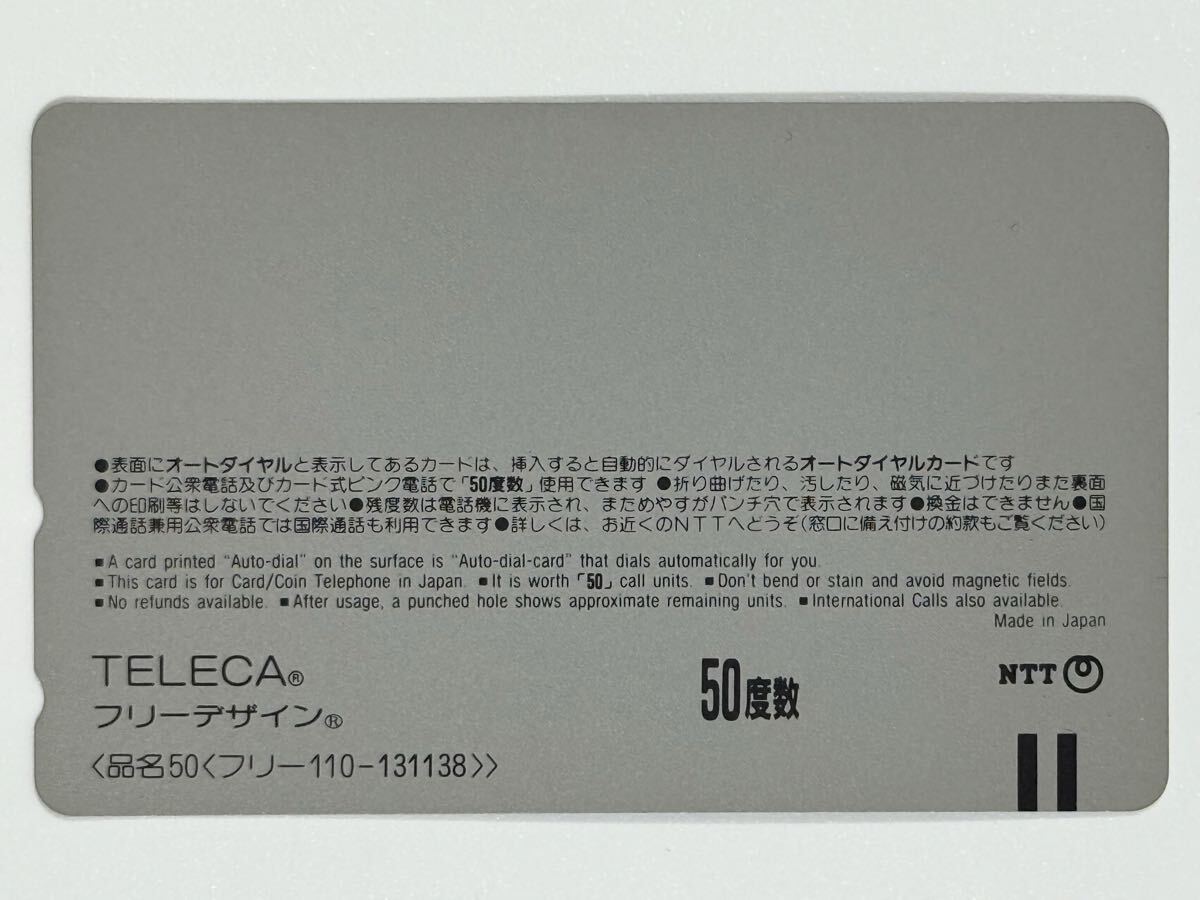 ●表面にオートダイヤルと表示してあるカードは、挿入すると自動的にダイヤルされるオートダイヤルカードです
●カード公衆電話及びカード式ピンク電話で「50度数」使用できます ●折り曲げたり、汚したり、磁気に近づけたりまた裏面
への印刷等はしないでください●残度数は電話機に表示され、まためやすがパンチ穴で表示されます●換金はできません●国
際通話兼用公衆電話では国際通話も利用できます●詳しくは、お近くのNTTへどうぞ(窓口に備え付けの約款もご覧ください)
■A card printed "Auto-dial" on the surface is "Auto-dial-card" that dials automatically for you.
■This card is for Card/Coin Telephone in Japan. ■It is worth「50」call units. ■Don't bend or stain and avoid magnetic fields.
■No refunds available. ■After usage, a punched hole shows approximate remaining units. ■International Calls also available.
Made in Japan
TELECA®
フリーデザイン®
50度数
NTT
〈品名50〈フリー110-131138〉〉